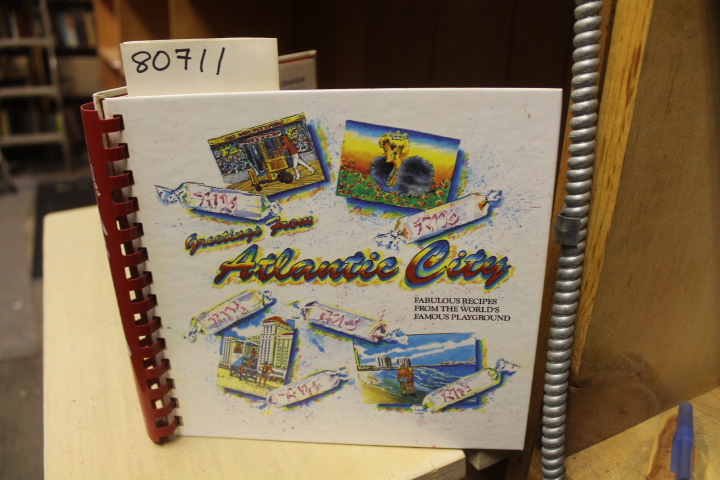 80711
Greetings From
Atlantic City
FABULOUS RECIPES
FROM THE WORLD'S
FAMOUS PLAYGROUND